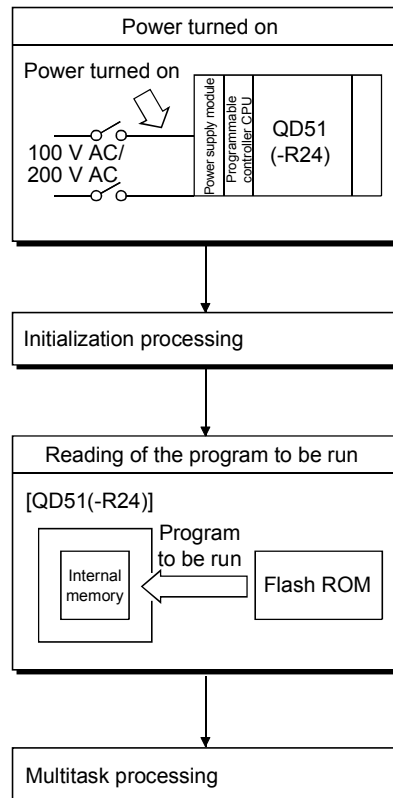 Power turned on
Power turned on
100 V AC/
200 V AC
Power supply module
Programmable
controller CPU
QD51
(-R24)
Initialization processing
Reading of the program to be run
[QD51(-R24)]
Program
to be run
Internal
memory
Flash ROM
Multitask processing